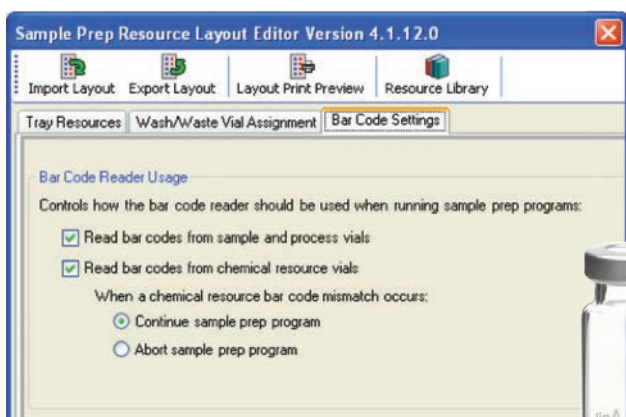 Sample Prep Resource Layout Editor Version 4.1.12.0
Import Layout Export Layout Layout Print Preview Resource Library
Tray Resources Wash/Waste Vial Assignment Bar Code Settings
Bar Code Reader Usage
Controls how the bar code reader should be used when running sample prep programs:
Read bar codes from sample and process vials
Read bar codes from chemical resource vials
When a chemical resource bar code mismatch occurs:
Continue sample prep program
Abort sample prep program